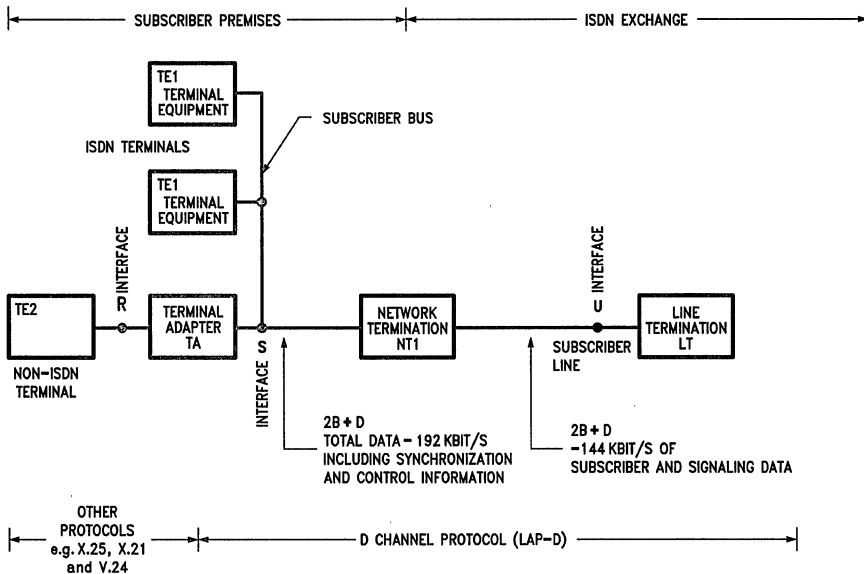 SUBSCRIBER PREMISES
ISDN EXCHANGE
TE1
TERMINAL
EQUIPMENT
SUBSCRIBER BUS
ISDN TERMINALS
TE1
TERMINAL
EQUIPMENT
INTERFACE
R
INTERFACE
U
TE2
TERMINAL
ADAPTER
TA
NETWORK
TERMINATION
NT1
LINE
TERMINATION
LT
S
INTERFACE
SUBSCRIBER
LINE
NON-ISDN
TERMINAL
2B+D
TOTAL DATA - 192 KBIT/S
INCLUDING SYNCHRONIZATION
AND CONTROL INFORMATION
2B+D
-144 KBIT/S OF
SUBSCRIBER AND SIGNALING DATA
OTHER
PROTOCOLS
e.g. X.25, X.21
and V.24
D CHANNEL PROTOCOL (LAP-D)